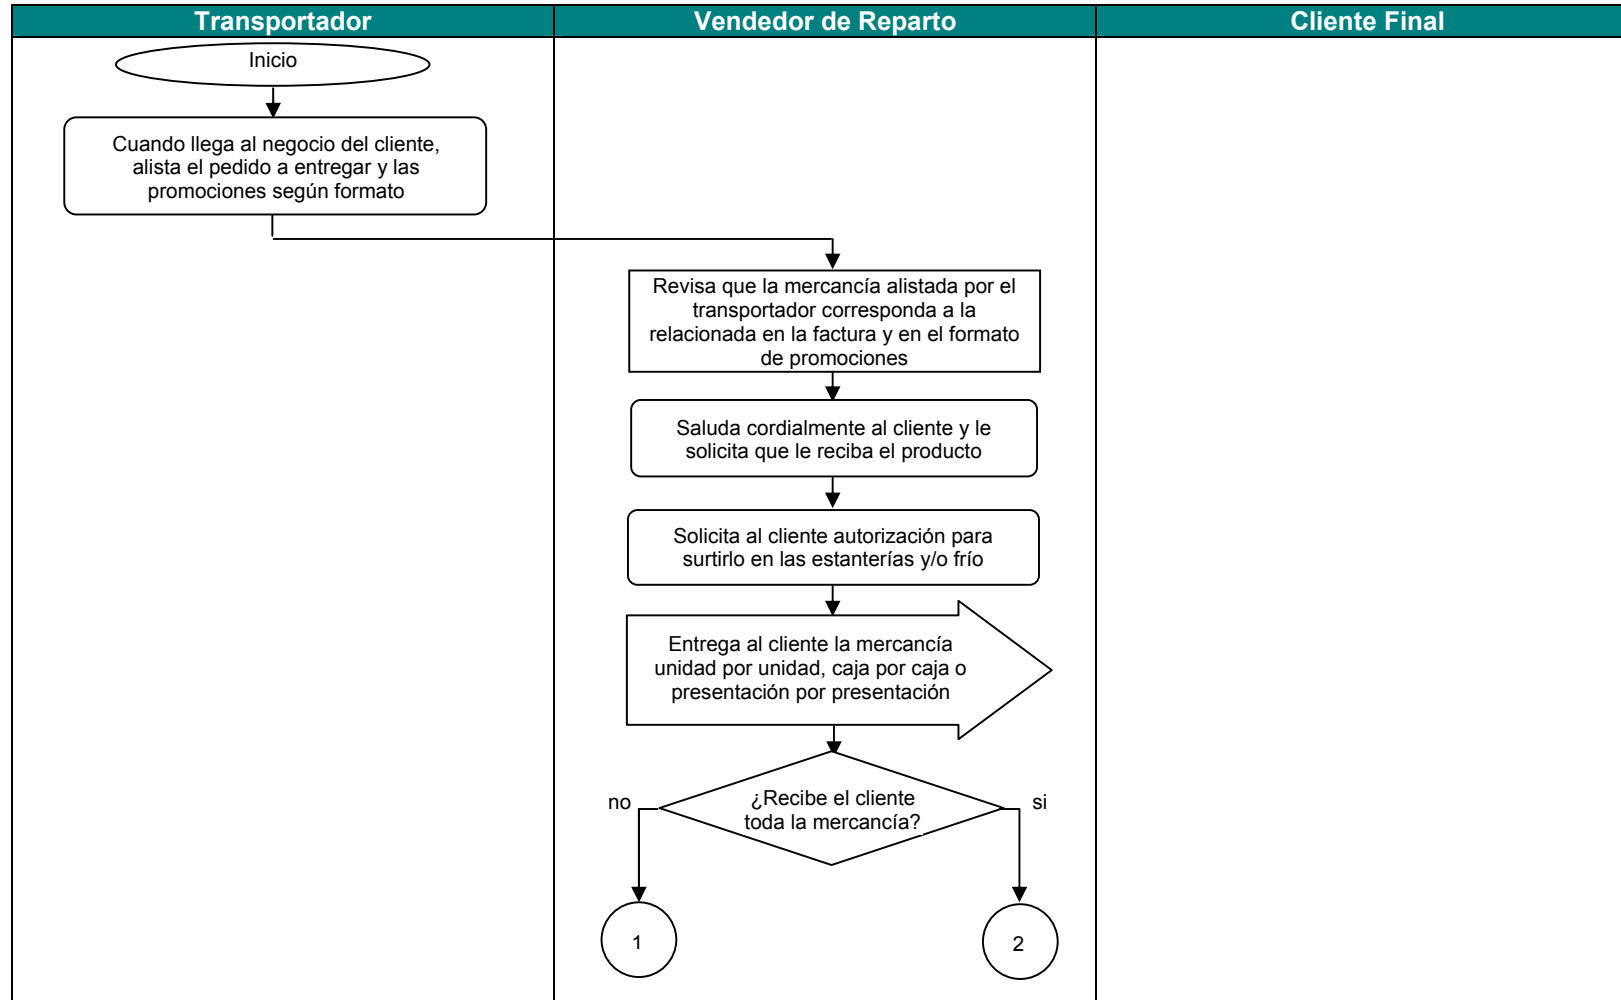 Transportador
Vendedor de Reparto
Cliente Final
Inicio
Cuando llega al negocio del cliente,
alista el pedido a entregar y las
promociones según formato
Revisa que la mercancía alistada por el
transportador corresponda a la
relacionada en la factura y en el formato
de promociones
Saluda cordialmente al cliente y le
solicita que le reciba el producto
Solicita al cliente autorización para
surtirlo en las estanterías y/o frío
Entrega al cliente la mercancía
unidad por unidad, caja por caja o
presentación por presentación
¿Recibe el cliente
toda la mercancía?
no
si
1
2